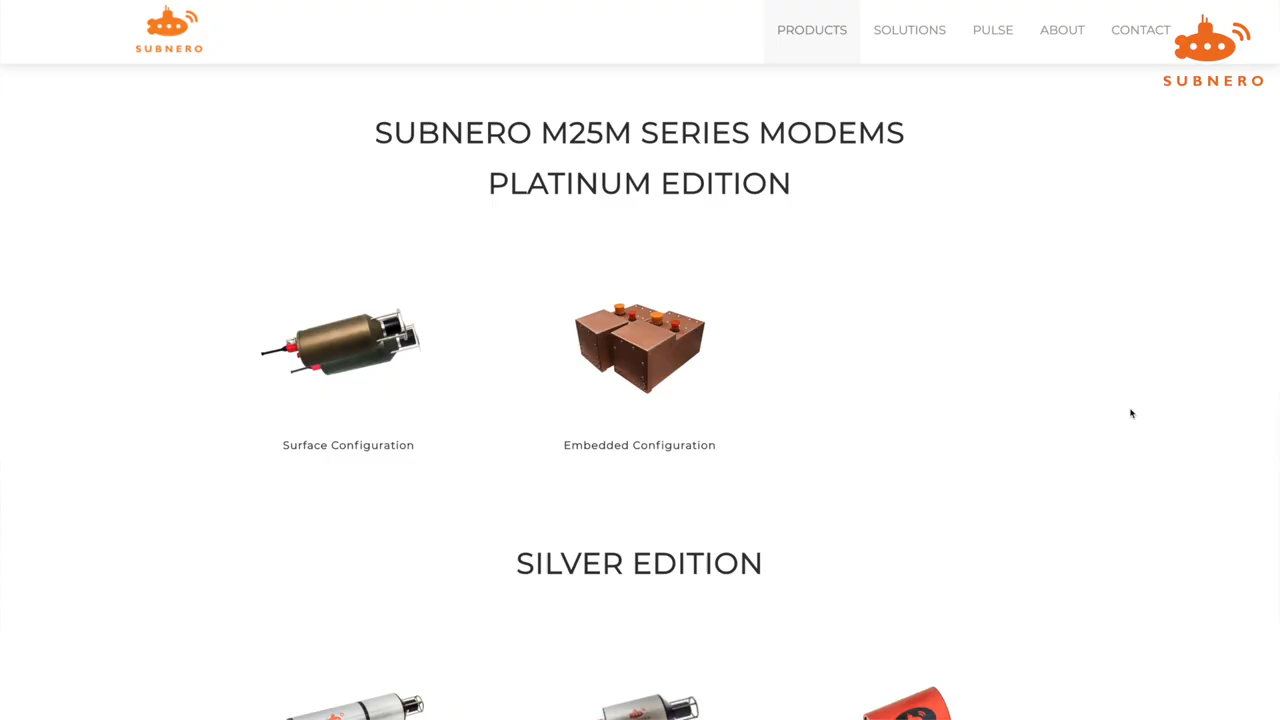 SUBNERO
PRODUCTS
SOLUTIONS
PULSE
ABOUT
CONTACT
SUBNERO
SUBNERO M25M SERIES MODEMS
PLATINUM EDITION
Surface Configuration
Embedded Configuration
SILVER EDITION